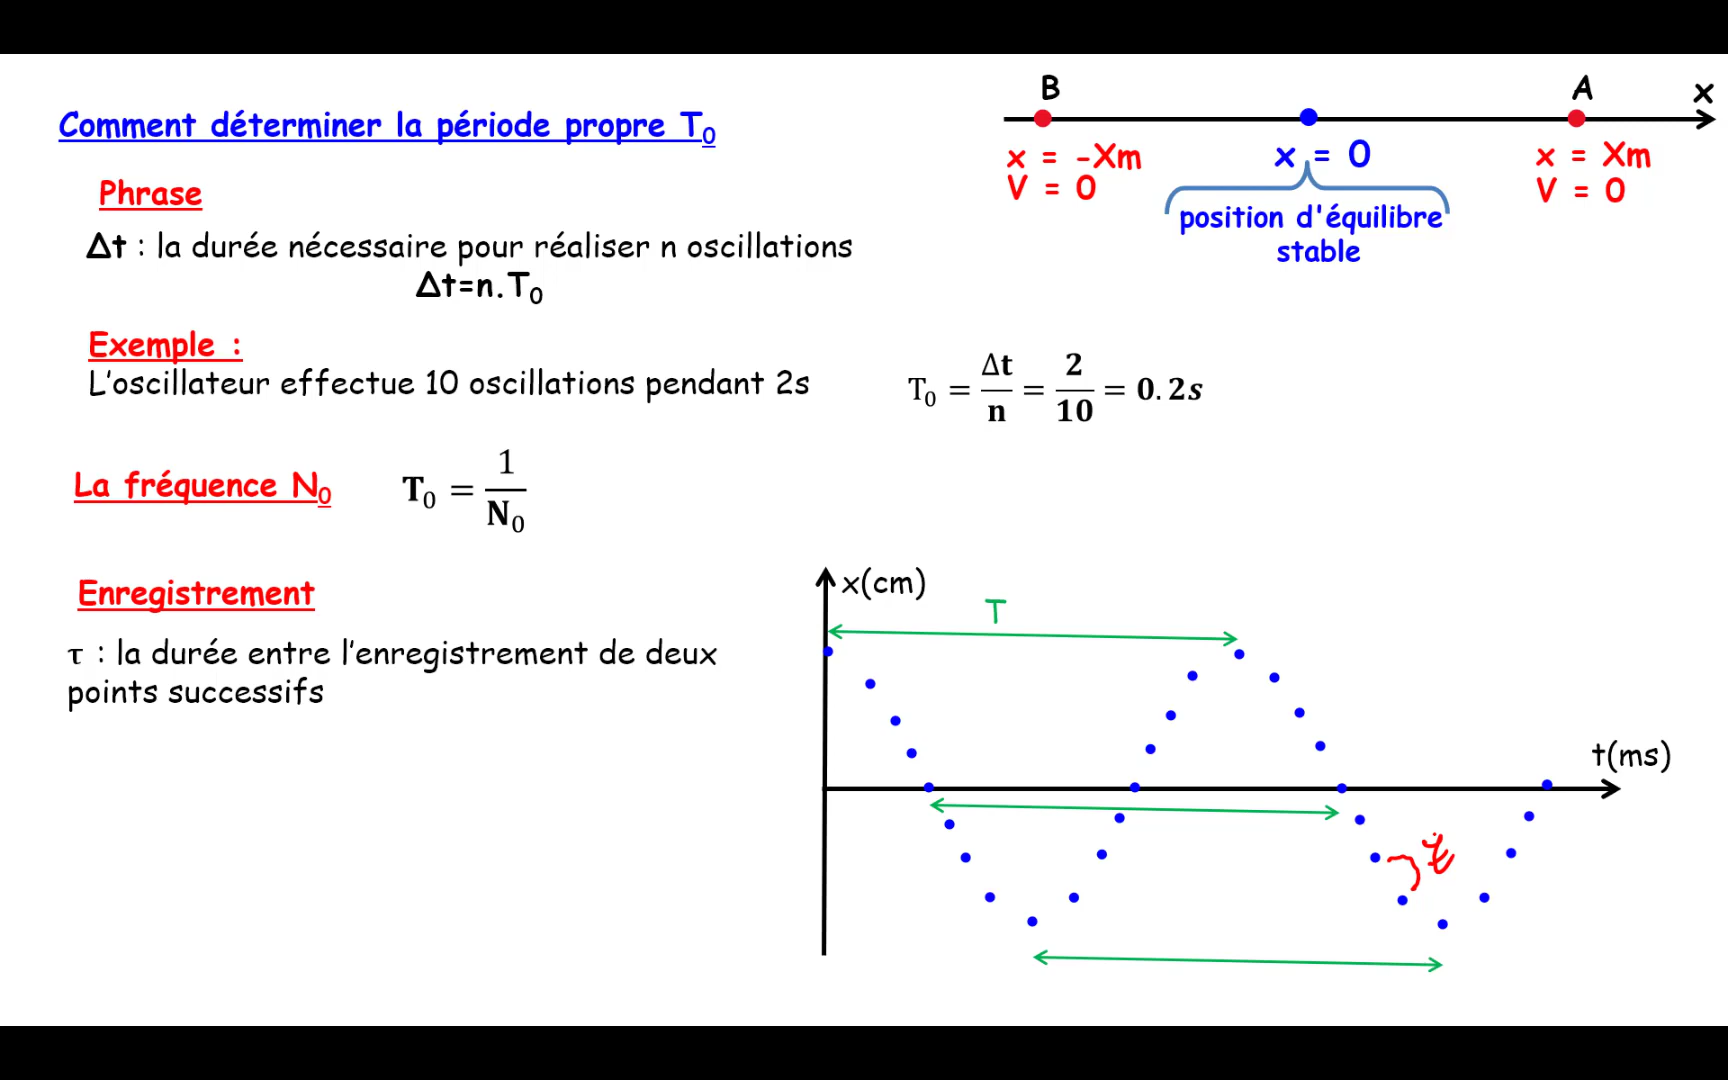 Comment déterminer la période propre T₀
Phrase
Δt : la durée nécessaire pour réaliser n oscillations
Δt=n.T₀
Exemple :
L'oscillateur effectue 10 oscillations pendant 2s
T₀ = Δt/n = 2/10 = 0.2s
La fréquence N₀
T₀ = 1/N₀
Enregistrement
τ : la durée entre l'enregistrement de deux
points successifs
B
A
x
x = -Xm
V = 0
x = 0
position d'équilibre
stable
x = Xm
V = 0
x(cm)
T
t(ms)